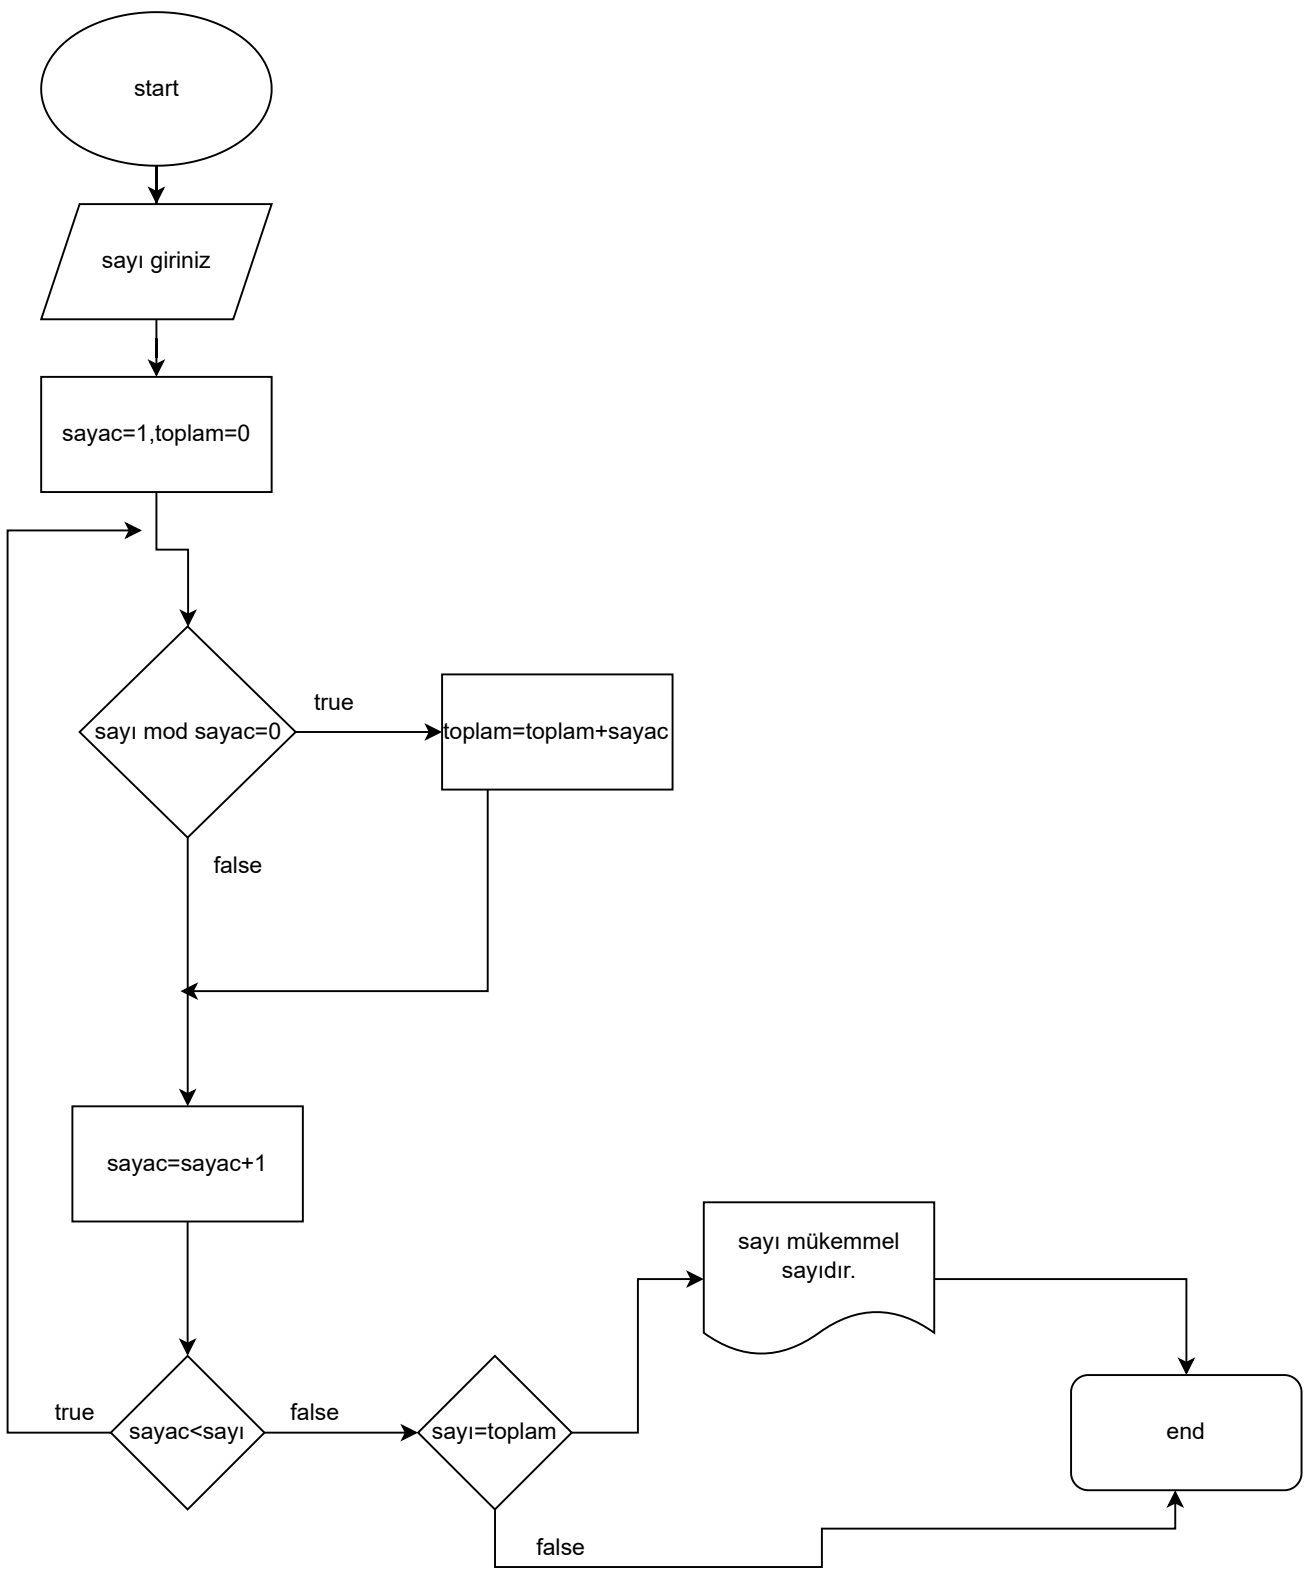 start
sayı giriniz
sayac=1,toplam=0
sayı mod sayac=0
true
toplam=toplam+sayac
false
sayac=sayac+1
sayı mükemmel
sayıdır.
true
sayac<sayı
false
sayı=toplam
end
false